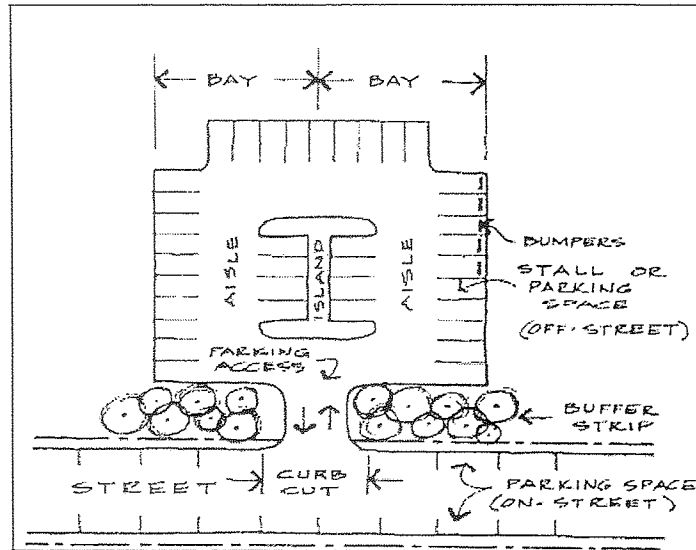 BAY BAY
AISLE
ISLAND
AISLE
BUMPERS
STALL OR
PARKING
SPACE
(OFF-STREET)
PARKING
ACCESS
BUFFER
STRIP
STREET
CURB
CUT
PARKING SPACE
(ON-STREET)